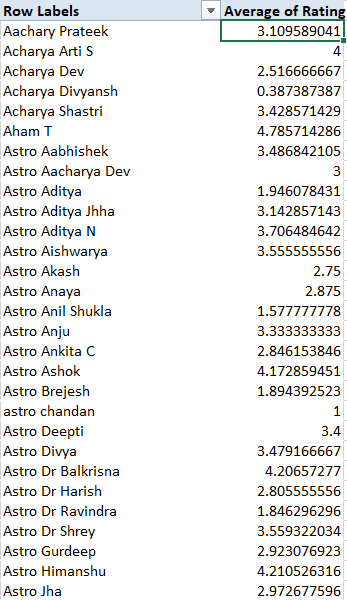 Row Labels Average of Rating
Aachary Prateek 3.109589041
Acharya Arti S 4
Acharya Dev 2.516666667
Acharya Divyansh 0.387387387
Acharya Shastri 3.428571429
Aham T 4.785714286
Astro Aabhishek 3.486842105
Astro Aacharya Dev 3
Astro Aditya 1.946078431
Astro Aditya Jhha 3.142857143
Astro Aditya N 3.706484642
Astro Aishwarya 3.555555556
Astro Akash 2.75
Astro Anaya 2.875
Astro Anil Shukla 1.577777778
Astro Anju 3.333333333
Astro Ankita C 2.846153846
Astro Ashok 4.172859451
Astro Brejesh 1.894392523
astro chandan 1
Astro Deepti 3.4
Astro Divya 3.479166667
Astro Dr Balkrisna 4.20657277
Astro Dr Harish 2.805555556
Astro Dr Ravindra 1.846296296
Astro Dr Shrey 3.559322034
Astro Gurdeep 2.923076923
Astro Himanshu 4.210526316
Astro Jha 2.972677596